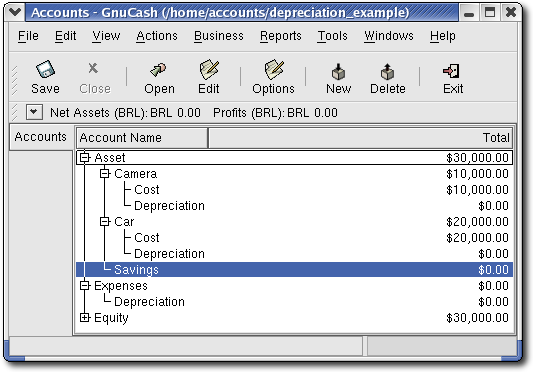 Accounts - GnuCash (/home/accounts/depreciation_example)
File Edit View Actions Business Reports Tools Windows Help
Save Close Open Edit Options New Delete Exit
Net Assets (BRL): BRL 0.00 Profits (BRL): BRL 0.00
Accounts
Account Name Total
Asset $30,000.00
Camera $10,000.00
Cost $10,000.00
Depreciation $0.00
Car $20,000.00
Cost $20,000.00
Depreciation $0.00
Savings $0.00
Expenses $0.00
Depreciation $0.00
Equity $30,000.00